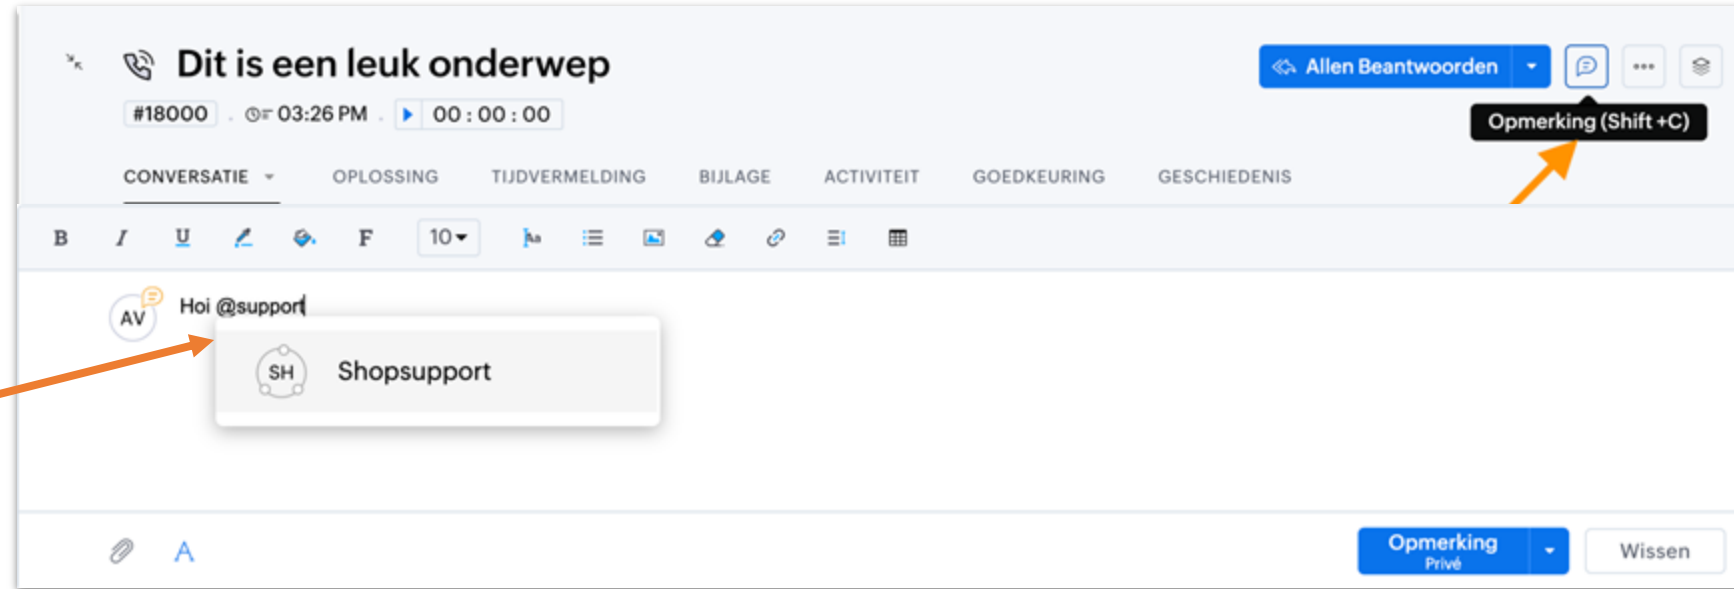 Dit is een leuk onderwep
Allen Beantwoorden
#18000 . 03:26 PM . 00 : 00 : 00
Opmerking (Shift +C)
CONVERSATIE OPLOSSING TIJDVERMELDING BIJLAGE ACTIVITEIT GOEDKEURING GESCHIEDENIS
B I U F 10 Aa
AV Hoi @support
SH Shopsupport
A Opmerking Wissen
Privé